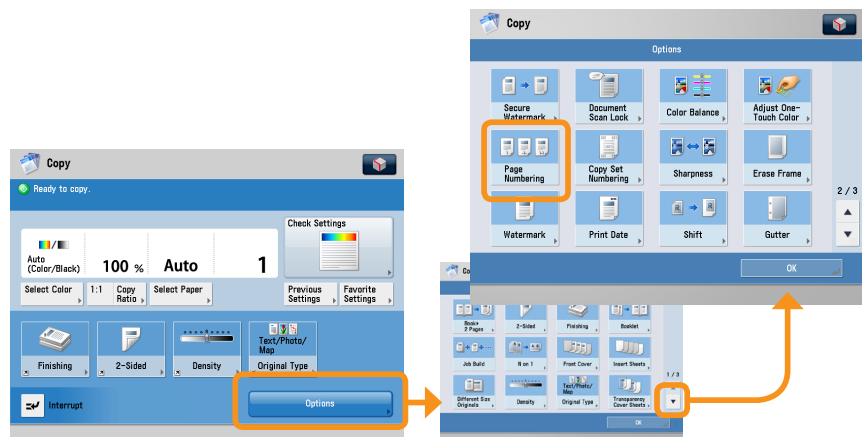 Copy
Ready to copy.
Check Settings
Auto
(Color/Black)
100 %
Auto
1
Select Color
1:1
Copy
Ratio
Select Paper
Previous
Settings
Favorite
Settings
Finishing
2-Sided
Density
Text/Photo/
Map
Original Type
Interrupt
Options
Co
Book▸
2 Pages
2-Sided
Finishing
Booklet
Job Build
N on 1
Front Cover
Insert Sheets
1 / 3
Different Size
Originals
Density
Text/Photo/
Map
Original Type
Transparency
Cover Sheets
OK
Copy
Options
Secure
Watermark
Document
Scan Lock
Color Balance
Adjust One-
Touch Color
Page
Numbering
Copy Set
Numbering
Sharpness
Erase Frame
2 / 3
Watermark
Print Date
Shift
Gutter
OK